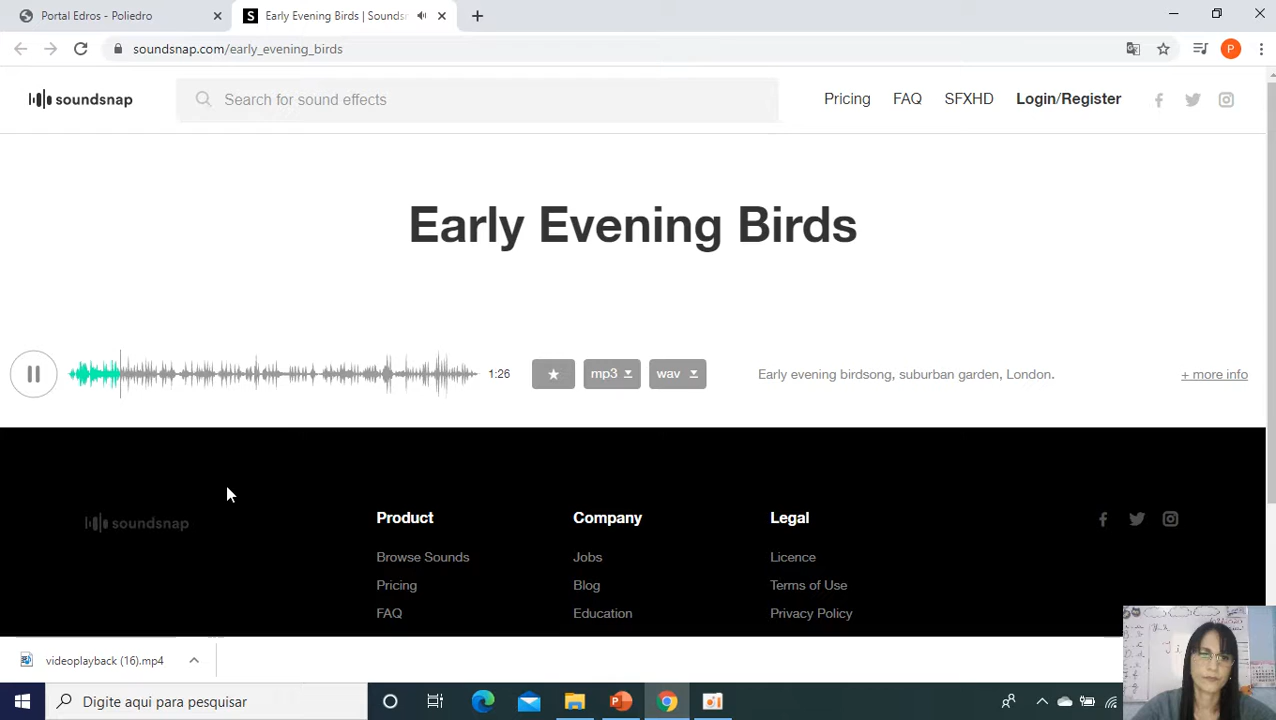 Portal Edros - Poliedro
Early Evening Birds | Sounds
soundsnap.com/early_evening_birds
P
soundsnap
Search for sound effects
Pricing
FAQ
SFXHD
Login/Register
Early Evening Birds
1:26
mp3
wav
Early evening birdsong, suburban garden, London.
+ more info
soundsnap
Product
Browse Sounds
Pricing
FAQ
Company
Jobs
Blog
Education
Legal
Licence
Terms of Use
Privacy Policy
videoplayback (16).mp4
Digite aqui para pesquisar